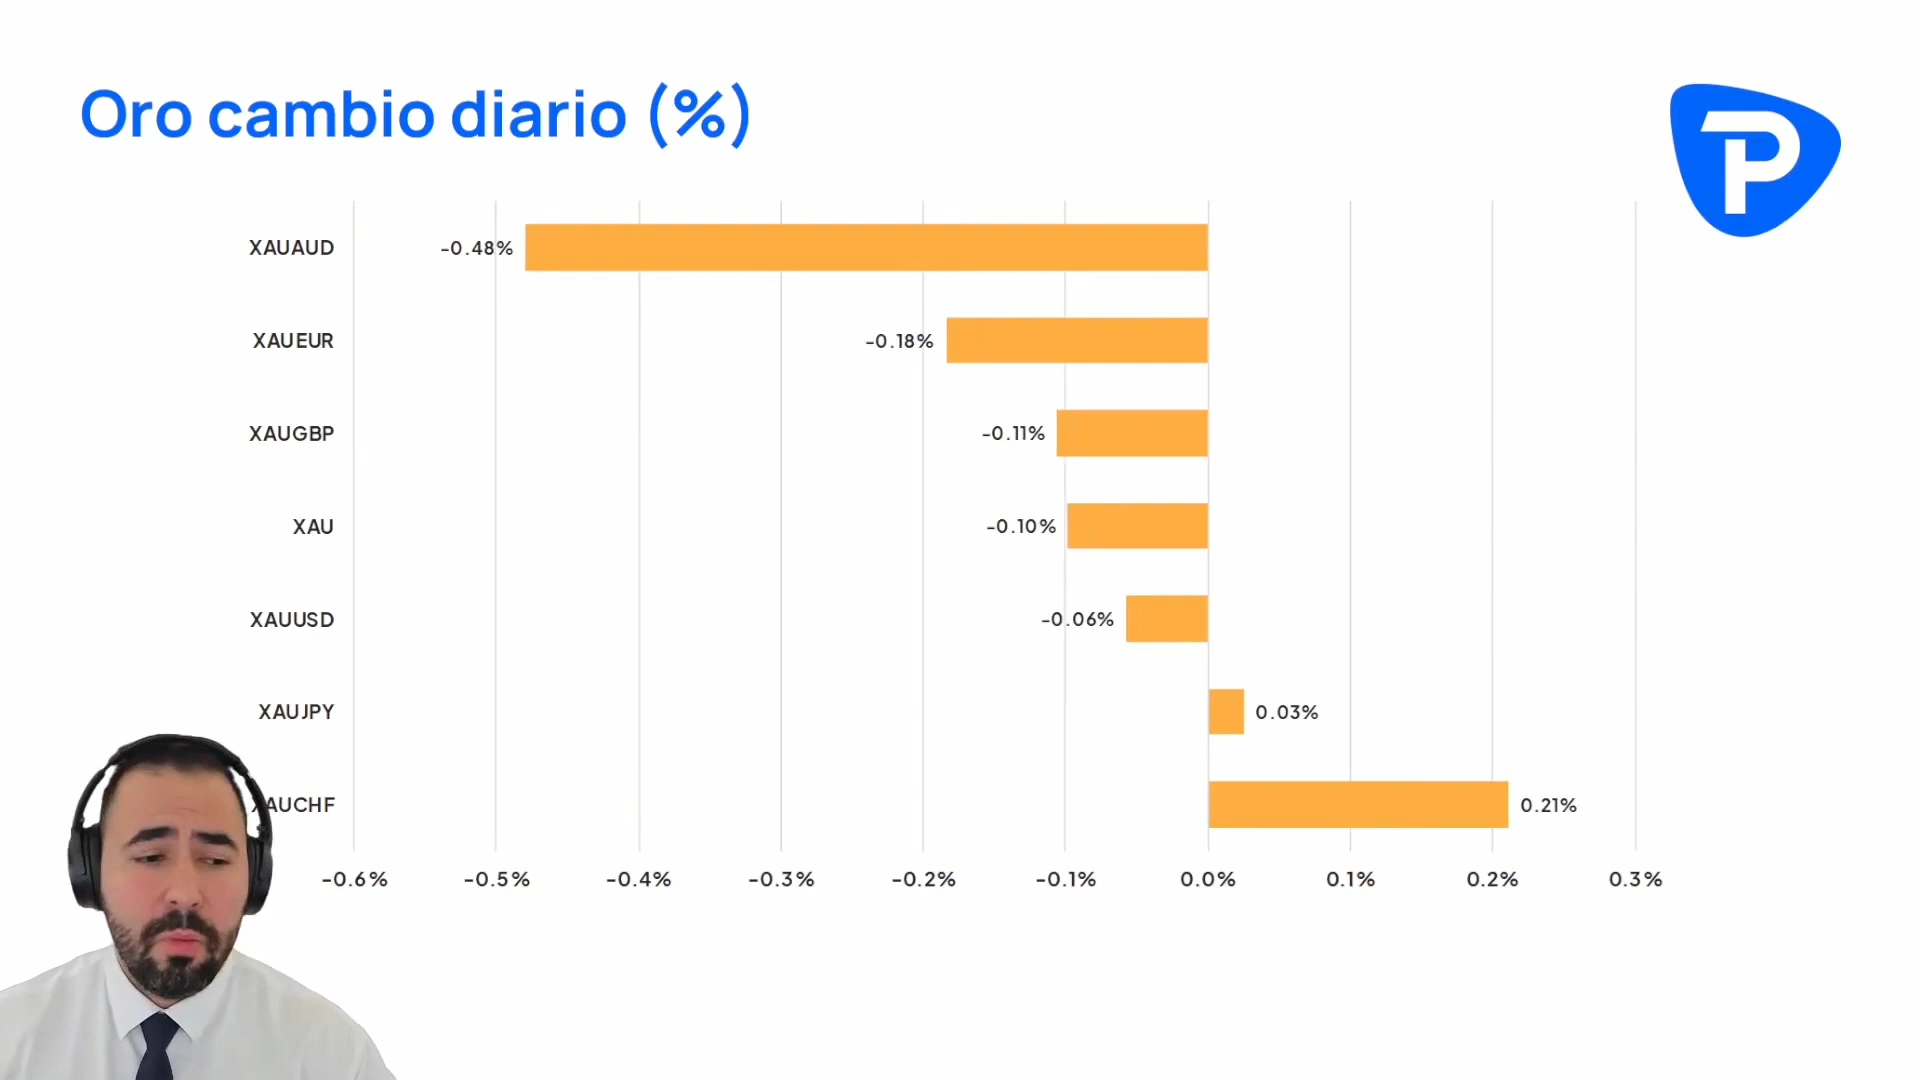 Oro cambio diario (%)
P
XAUAUD -0.48%
XAUEUR -0.18%
XAUGBP -0.11%
XAU -0.10%
XAUUSD -0.06%
XAUJPY 0.03%
XAUCHF 0.21%
-0.6% -0.5% -0.4% -0.3% -0.2% -0.1% 0.0% 0.1% 0.2% 0.3%